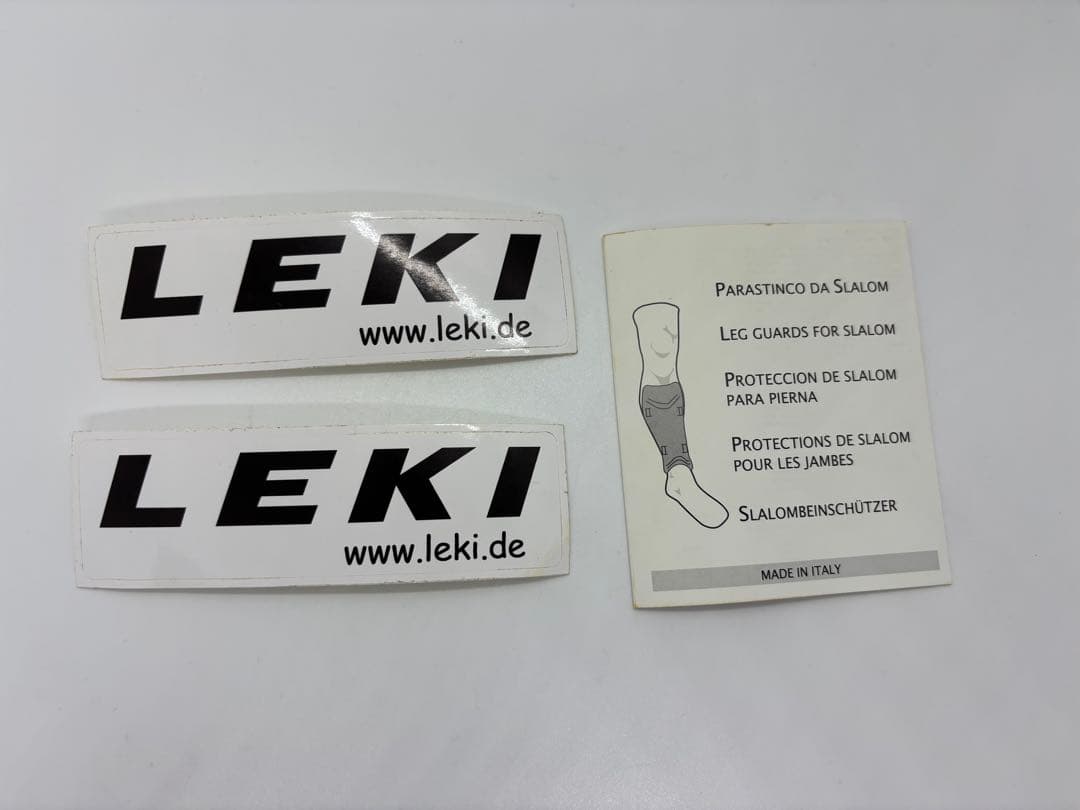 LEKI
www.leki.de
LEKI
www.leki.de
PARASTINCO DA SLALOM
LEG GUARDS FOR SLALOM
PROTECCION DE SLALOM
PARA PIERNA
PROTECTIONS DE SLALOM
POUR LES JAMBES
SLALOMBEINSCHÜTZER
MADE IN ITALY